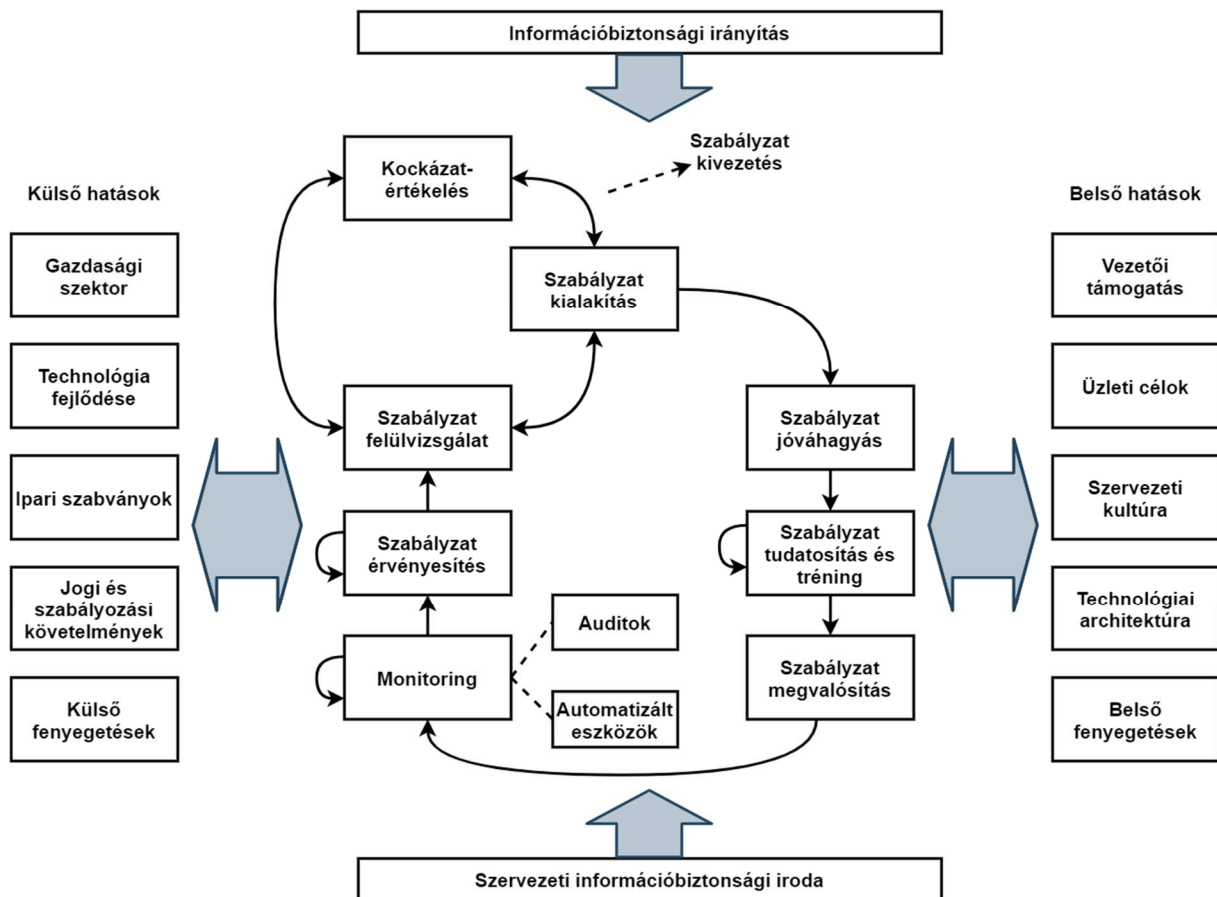 Információbiztonsági irányítás
Szabályzat
kivezetés
Kockázat-
értékelés
Külső hatások
Belső hatások
Gazdasági
szektor
Szabályzat
kialakítás
Vezetői
támogatás
Technológia
fejlődése
Szabályzat
felülvizsgálat
Szabályzat
jóváhagyás
Üzleti célok
Ipari szabványok
Szabályzat
érvényesítés
Szabályzat
tudatosítás és
tréning
Szervezeti
kultúra
Jogi és
szabályozási
követelmények
Auditok
Technológiai
architektúra
Külső
fenyegetések
Monitoring
Automatizált
eszközök
Szabályzat
megvalósítás
Belső
fenyegetések
Szervezeti információbiztonsági iroda